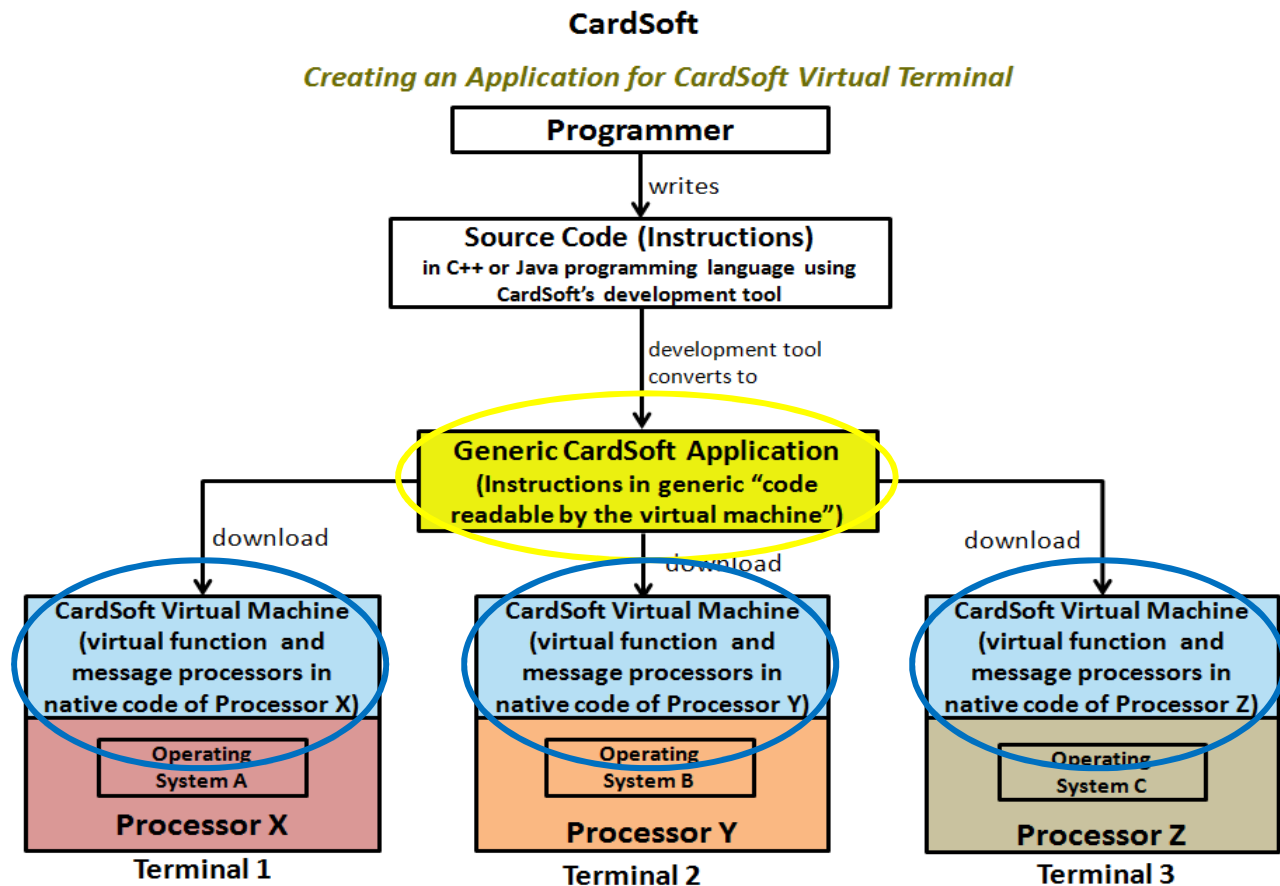 CardSoft
Creating an Application for CardSoft Virtual Terminal
Programmer
writes
Source Code (Instructions)
in C++ or Java programming language using
CardSoft's development tool
development tool
converts to
Generic CardSoft Application
(Instructions in generic “code
readable by the virtual machine”)
download
download
download
CardSoft Virtual Machine
(virtual function and
message processors in
native code of Processor X)
Operating
System A
Processor X
Terminal 1
CardSoft Virtual Machine
(virtual function and
message processors in
native code of Processor Y)
Operating
System B
Processor Y
Terminal 2
CardSoft Virtual Machine
(virtual function and
message processors in
native code of Processor Z)
Operating
System C
Processor Z
Terminal 3